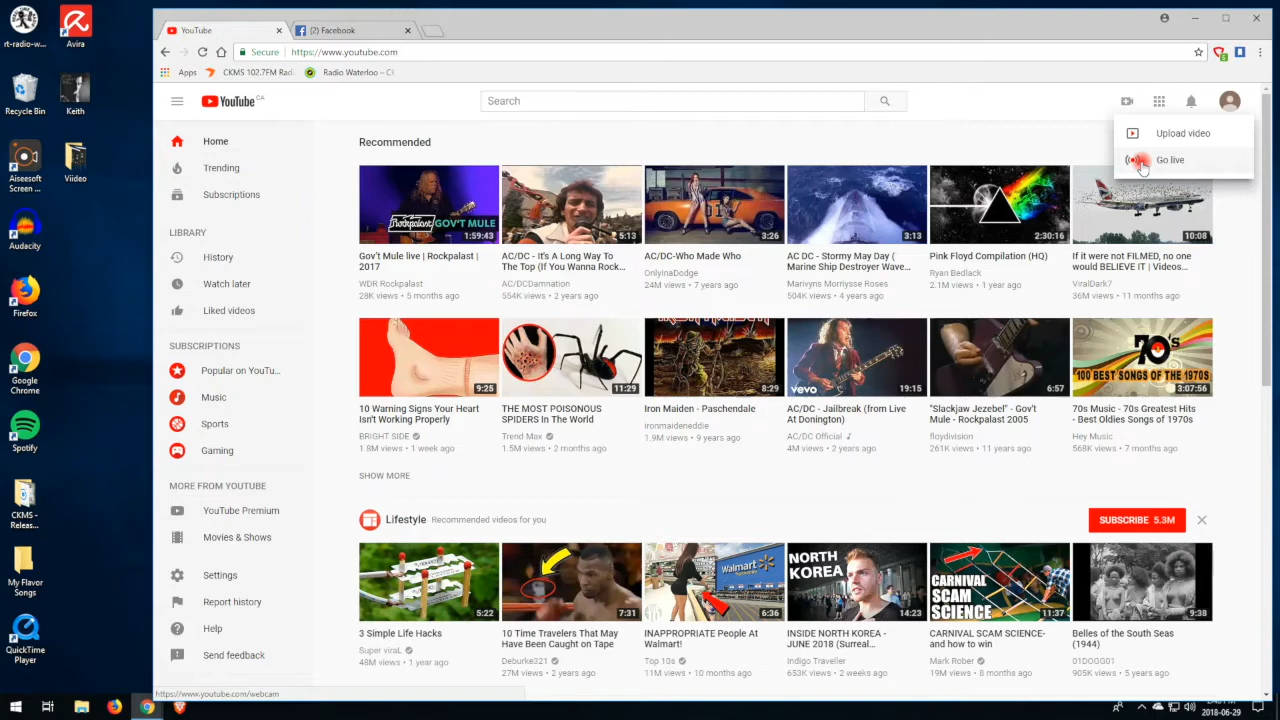 rt-radio-w...
Avira
Recycle Bin
Keith
Aiseesoft Screen ...
Viideo
Audacity
Firefox
Google Chrome
Spotify
CKMS - Releas...
My Flavor Songs
QuickTime Player
YouTube
(2) Facebook
Secure
https://www.youtube.com
Apps
CKMS 102.7FM Radi
Radio Waterloo – Cl
YouTube CA
Search
Upload video
Go live
Home
Trending
Subscriptions
LIBRARY
History
Watch later
Liked videos
SUBSCRIPTIONS
Popular on YouTu...
Music
Sports
Gaming
MORE FROM YOUTUBE
YouTube Premium
Movies & Shows
Settings
Report history
Help
Send feedback
Recommended
Rockpalast GOV'T MULE
1:59:43
Gov't Mule live | Rockpalast |
2017
WDR Rockpalast
28K views • 5 months ago
5:13
AC/DC - It's A Long Way To
The Top (If You Wanna Rock...
AC/DCDamnation
554K views • 2 years ago
3:26
AC/DC-Who Made Who
OnlyInaDodge
24M views • 7 years ago
3:13
AC DC - Stormy May Day (
Marine Ship Destroyer Wave...
Marivyns Morriysse Roses
504K views • 4 years ago
2:30:16
Pink Floyd Compilation (HQ)
Ryan Bedlack
2.1M views • 1 year ago
10:08
If it were not FILMED, no one
would BELIEVE IT | Videos...
ViralDark7
36M views • 11 months ago
9:25
10 Warning Signs Your Heart
Isn't Working Properly
BRIGHT SIDE
1.8M views • 1 week ago
11:29
THE MOST POISONOUS
SPIDERS In The World
Trend Max
1.5M views • 2 months ago
8:29
Iron Maiden - Paschendale
ironmaideneddie
1.9M views • 9 years ago
vevo
19:15
AC/DC - Jailbreak (from Live
At Donington)
AC/DC Official
4M views • 2 years ago
6:57
"Slackjaw Jezebel" - Gov't
Mule - Rockpalast 2005
floydivision
261K views • 11 years ago
70's
100 BEST SONGS OF THE 1970s
3:07:56
70s Music - 70s Greatest Hits
- Best Oldies Songs of 1970s
Hey Music
568K views • 7 months ago
SHOW MORE
Lifestyle
Recommended videos for you
SUBSCRIBE 5.3M
5:22
3 Simple Life Hacks
Super viraL
48M views • 1 year ago
7:31
10 Time Travelers That May
Have Been Caught on Tape
Deburke321
27M views • 2 years ago
Walmart
6:36
INAPPROPRIATE People At
Walmart!
Top 10s
11M views • 10 months ago
NORTH
KOREA
14:23
INSIDE NORTH KOREA -
JUNE 2018 (Surreal...
Indigo Traveller
653K views • 2 weeks ago
CARNIVAL
SCAM
SCIENCE
11:37
CARNIVAL SCAM SCIENCE-
and how to win
Mark Rober
19M views • 8 months ago
9:38
Belles of the South Seas
(1944)
01DOGG01
905K views • 5 years ago
https://www.youtube.com/webcam
2018-06-29